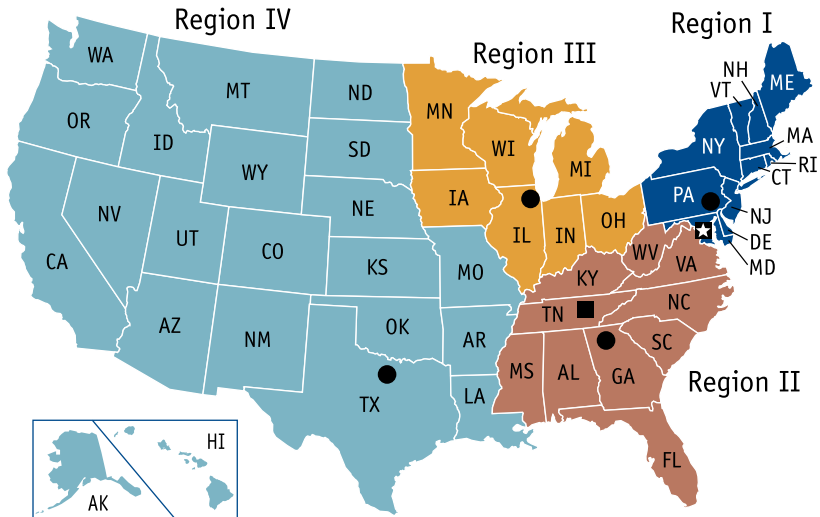 Region IV
Region III
Region I
WA
MT
ND
MN
NH
VT
ME
OR
ID
SD
WI
MI
NY
MA
RI
CT
WY
IA
PA
NV
NE
IL
IN
OH
NJ
UT
CO
KS
MO
WV
VA
DE
MD
CA
KY
NC
AZ
NM
OK
AR
TN
SC
MS
AL
GA
TX
LA
Region II
HI
AK
FL